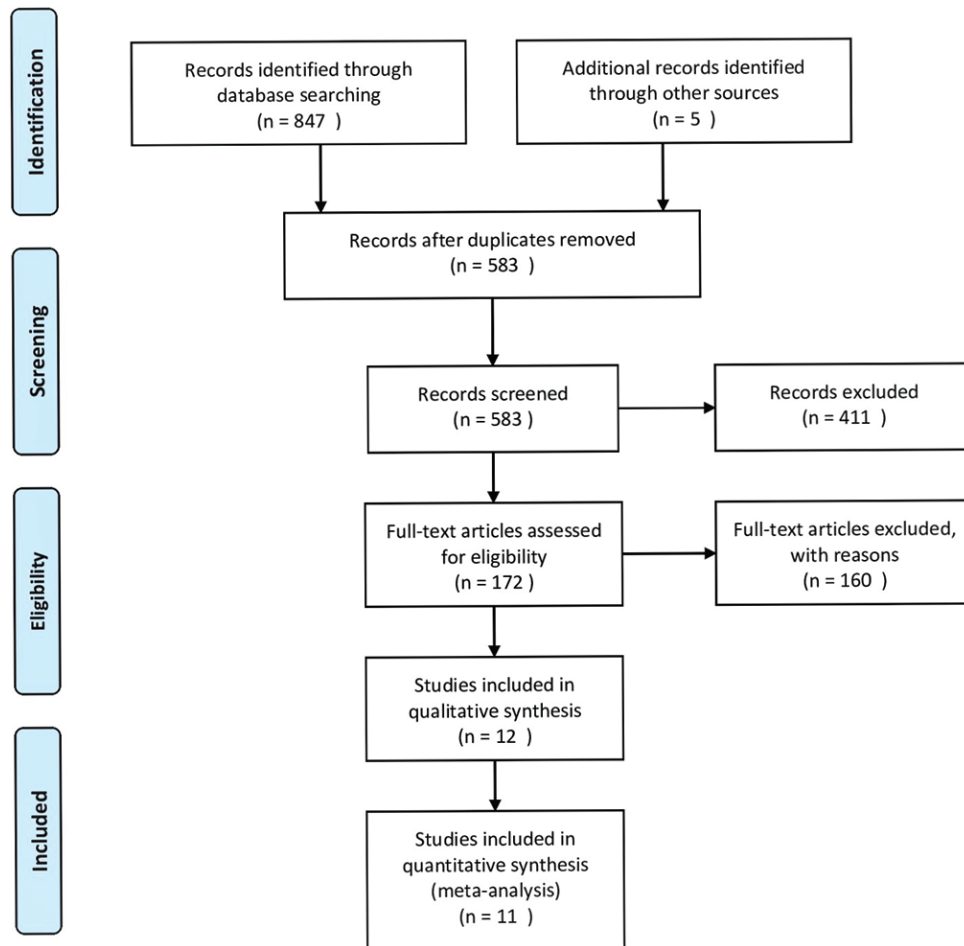 Identification
Records identified through
database searching
(n = 847  )
Additional records identified
through other sources
(n = 5  )
Records after duplicates removed
(n = 583  )
Screening
Records screened
(n = 583 )
Records excluded
(n = 411  )
Eligibility
Full-text articles assessed
for eligibility
(n = 172  )
Full-text articles excluded,
with reasons
(n = 160  )
Studies included in
qualitative synthesis
(n = 12  )
Included
Studies included in
quantitative synthesis
(meta-analysis)
(n = 11  )